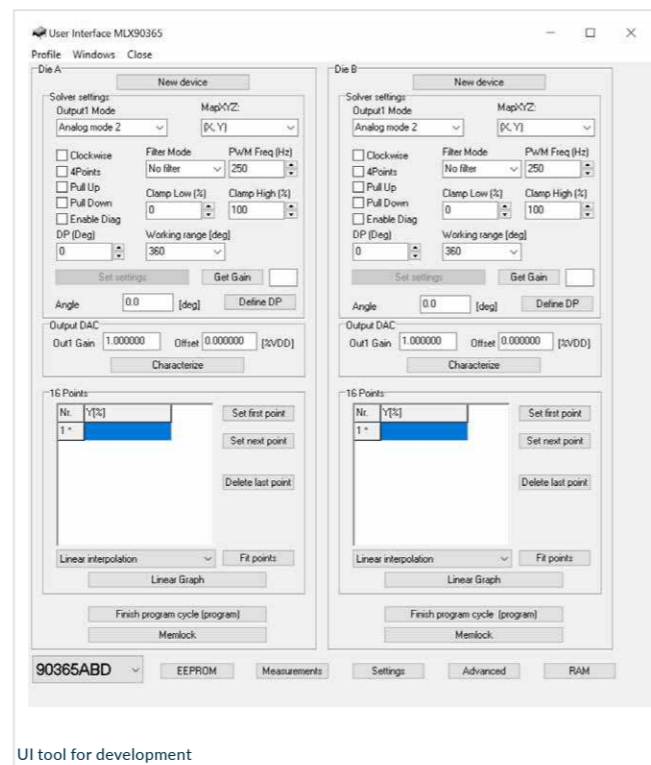 User Interface MLX90365
Profile Windows Close
Die A
New device
Solver settings
Output1 Mode MapXYZ:
Analog mode 2 (X, Y)
Clockwise Filter Mode PWM Freq (Hz)
4Points No filter 250
Pull Up
Pull Down Clamp Low (%) Clamp High (%)
Enable Diag 0 100
DP (Deg) Working range [deg]
0 360
Set settings Get Gain
Angle 0.0 [deg] Define DP
Output DAC
Out1 Gain 1.000000 Offset 0.000000 [%VDD]
Characterize
16 Points
Nr. Y[%] Set first point
1 *
Set next point
Delete last point
Linear interpolation Fit points
Linear Graph
Finish program cycle (program)
Memlock
Die B
New device
Solver settings
Output1 Mode MapXYZ:
Analog mode 2 (X, Y)
Clockwise Filter Mode PWM Freq (Hz)
4Points No filter 250
Pull Up
Pull Down Clamp Low (%) Clamp High (%)
Enable Diag 0 100
DP (Deg) Working range [deg]
0 360
Set settings Get Gain
Angle 0.0 [deg] Define DP
Output DAC
Out1 Gain 1.000000 Offset 0.000000 [%VDD]
Characterize
16 Points
Nr. Y[%] Set first point
1 *
Set next point
Delete last point
Linear interpolation Fit points
Linear Graph
Finish program cycle (program)
Memlock
90365ABD EEPROM Measurements Settings Advanced RAM
UI tool for development